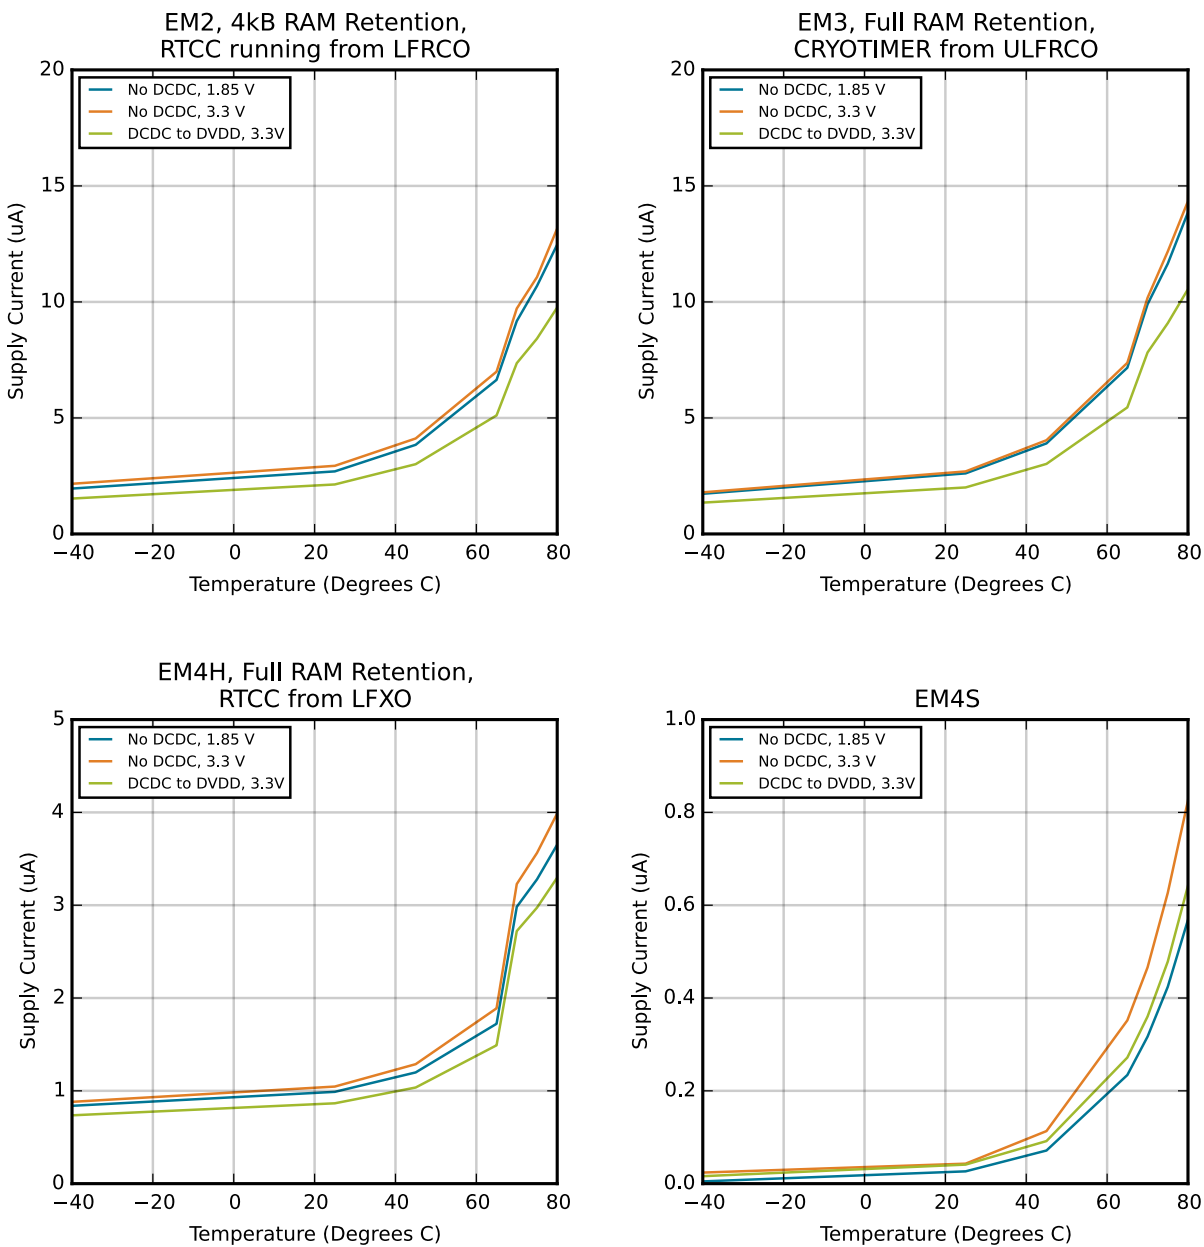 EM2, 4kB RAM Retention,
RTCC running from LFRCO
20
15
10
5
0
No DCDC, 1.85 V
No DCDC, 3.3 V
DCDC to DVDD, 3.3V
Supply Current (uA)
−40 −20 0 20 40 60 80
Temperature (Degrees C)
EM3, Full RAM Retention,
CRYOTIMER from ULFRCO
20
15
10
5
0
No DCDC, 1.85 V
No DCDC, 3.3 V
DCDC to DVDD, 3.3V
Supply Current (uA)
−40 −20 0 20 40 60 80
Temperature (Degrees C)
EM4H, Full RAM Retention,
RTCC from LFXO
5
4
3
2
1
0
No DCDC, 1.85 V
No DCDC, 3.3 V
DCDC to DVDD, 3.3V
Supply Current (uA)
−40 −20 0 20 40 60 80
Temperature (Degrees C)
EM4S
1.0
0.8
0.6
0.4
0.2
0.0
No DCDC, 1.85 V
No DCDC, 3.3 V
DCDC to DVDD, 3.3V
Supply Current (uA)
−40 −20 0 20 40 60 80
Temperature (Degrees C)